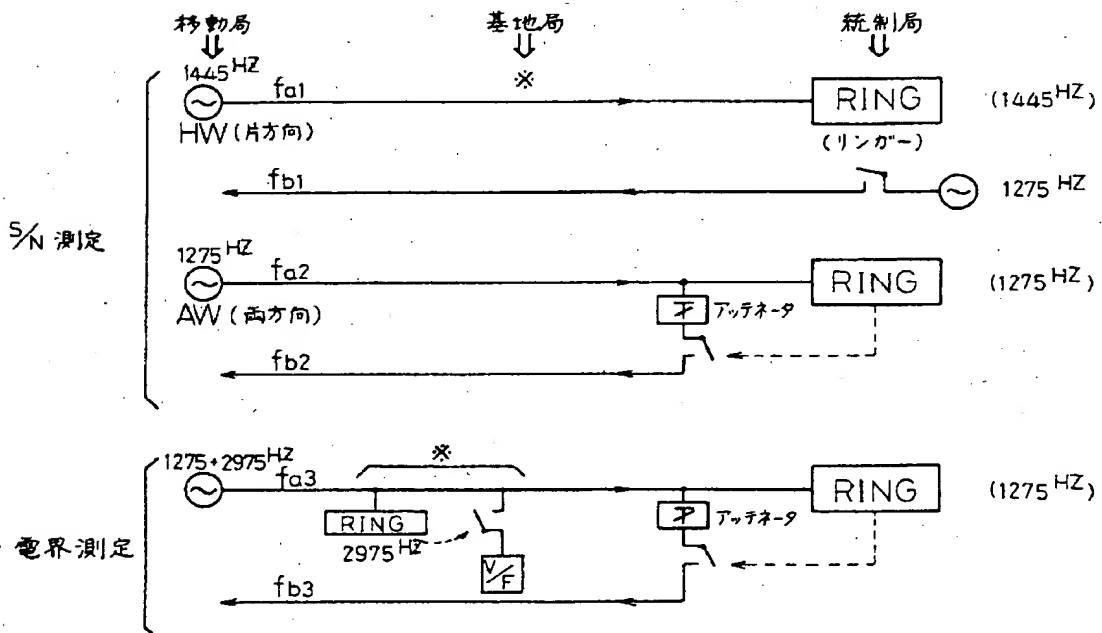 移動局 基地局 統制局
1445HZ
fa1 ※ RING (1445HZ)
HW (片方向) (リンガー)
fb1 1275HZ
S/N 測定
1275HZ
fa2 RING (1275HZ)
AW (両方向) アッテネータ
fb2
1275+2975HZ ※
fa3 RING (1275HZ)
RING アッテネータ
2975HZ
電界測定
V/F
fb3